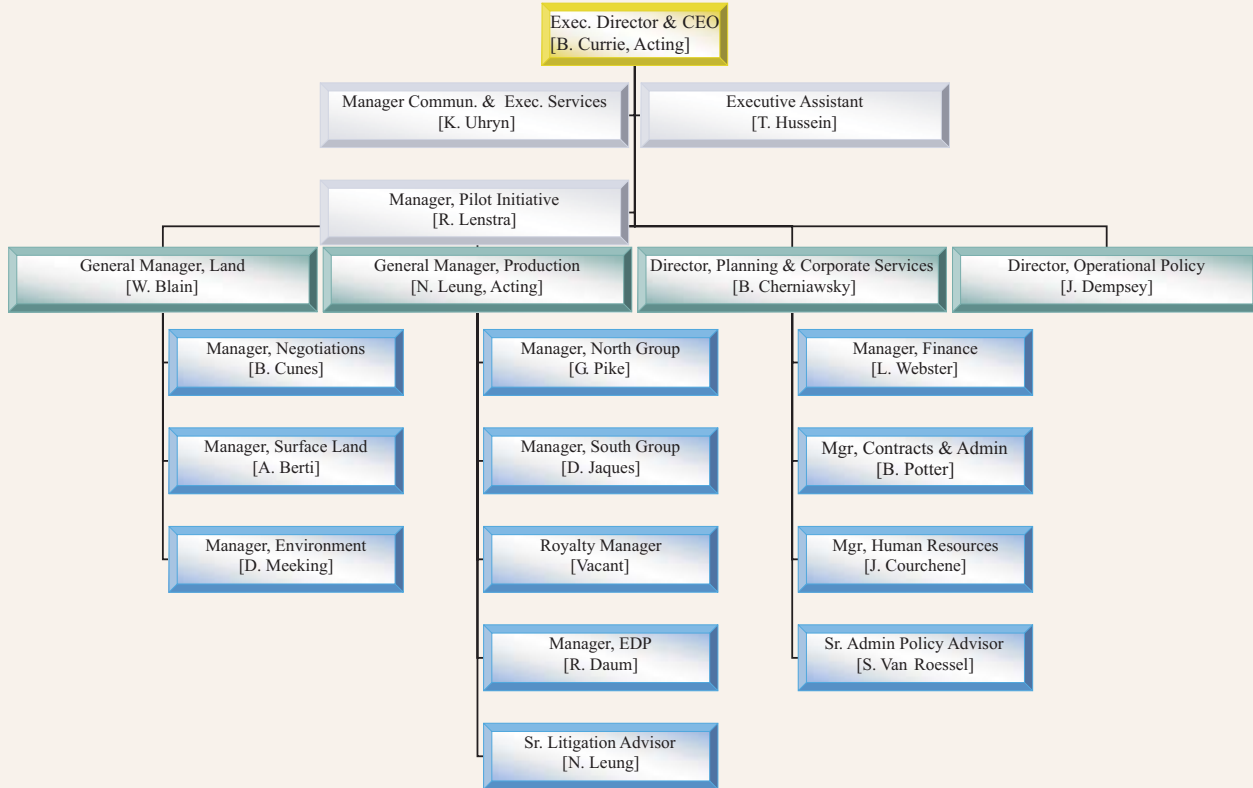 Exec. Director & CEO
[B. Currie, Acting]
Manager Commun. & Exec. Services
[K. Uhryn]
Executive Assistant
[T. Hussein]
Manager, Pilot Initiative
[R. Lenstra]
General Manager, Land
[W. Blain]
General Manager, Production
[N. Leung, Acting]
Director, Planning & Corporate Services
[B. Cherniawsky]
Director, Operational Policy
[J. Dempsey]
Manager, Negotiations
[B. Cunes]
Manager, Surface Land
[A. Berti]
Manager, Environment
[D. Meeking]
Manager, North Group
[G. Pike]
Manager, South Group
[D. Jaques]
Royalty Manager
[Vacant]
Manager, EDP
[R. Daum]
Sr. Litigation Advisor
[N. Leung]
Manager, Finance
[L. Webster]
Mgr, Contracts & Admin
[B. Potter]
Mgr, Human Resources
[J. Courchene]
Sr. Admin Policy Advisor
[S. Van Roessel]